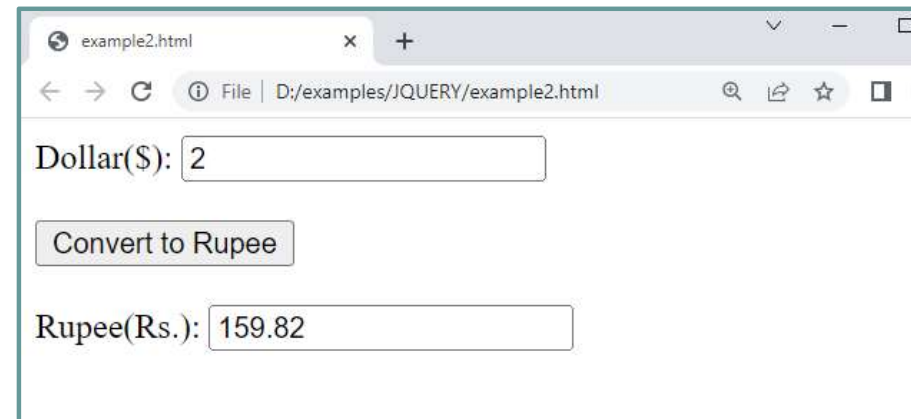 example2.html
File | D:/examples/JQUERY/example2.html
Dollar($): 2
Convert to Rupee
Rupee(Rs.): 159.82